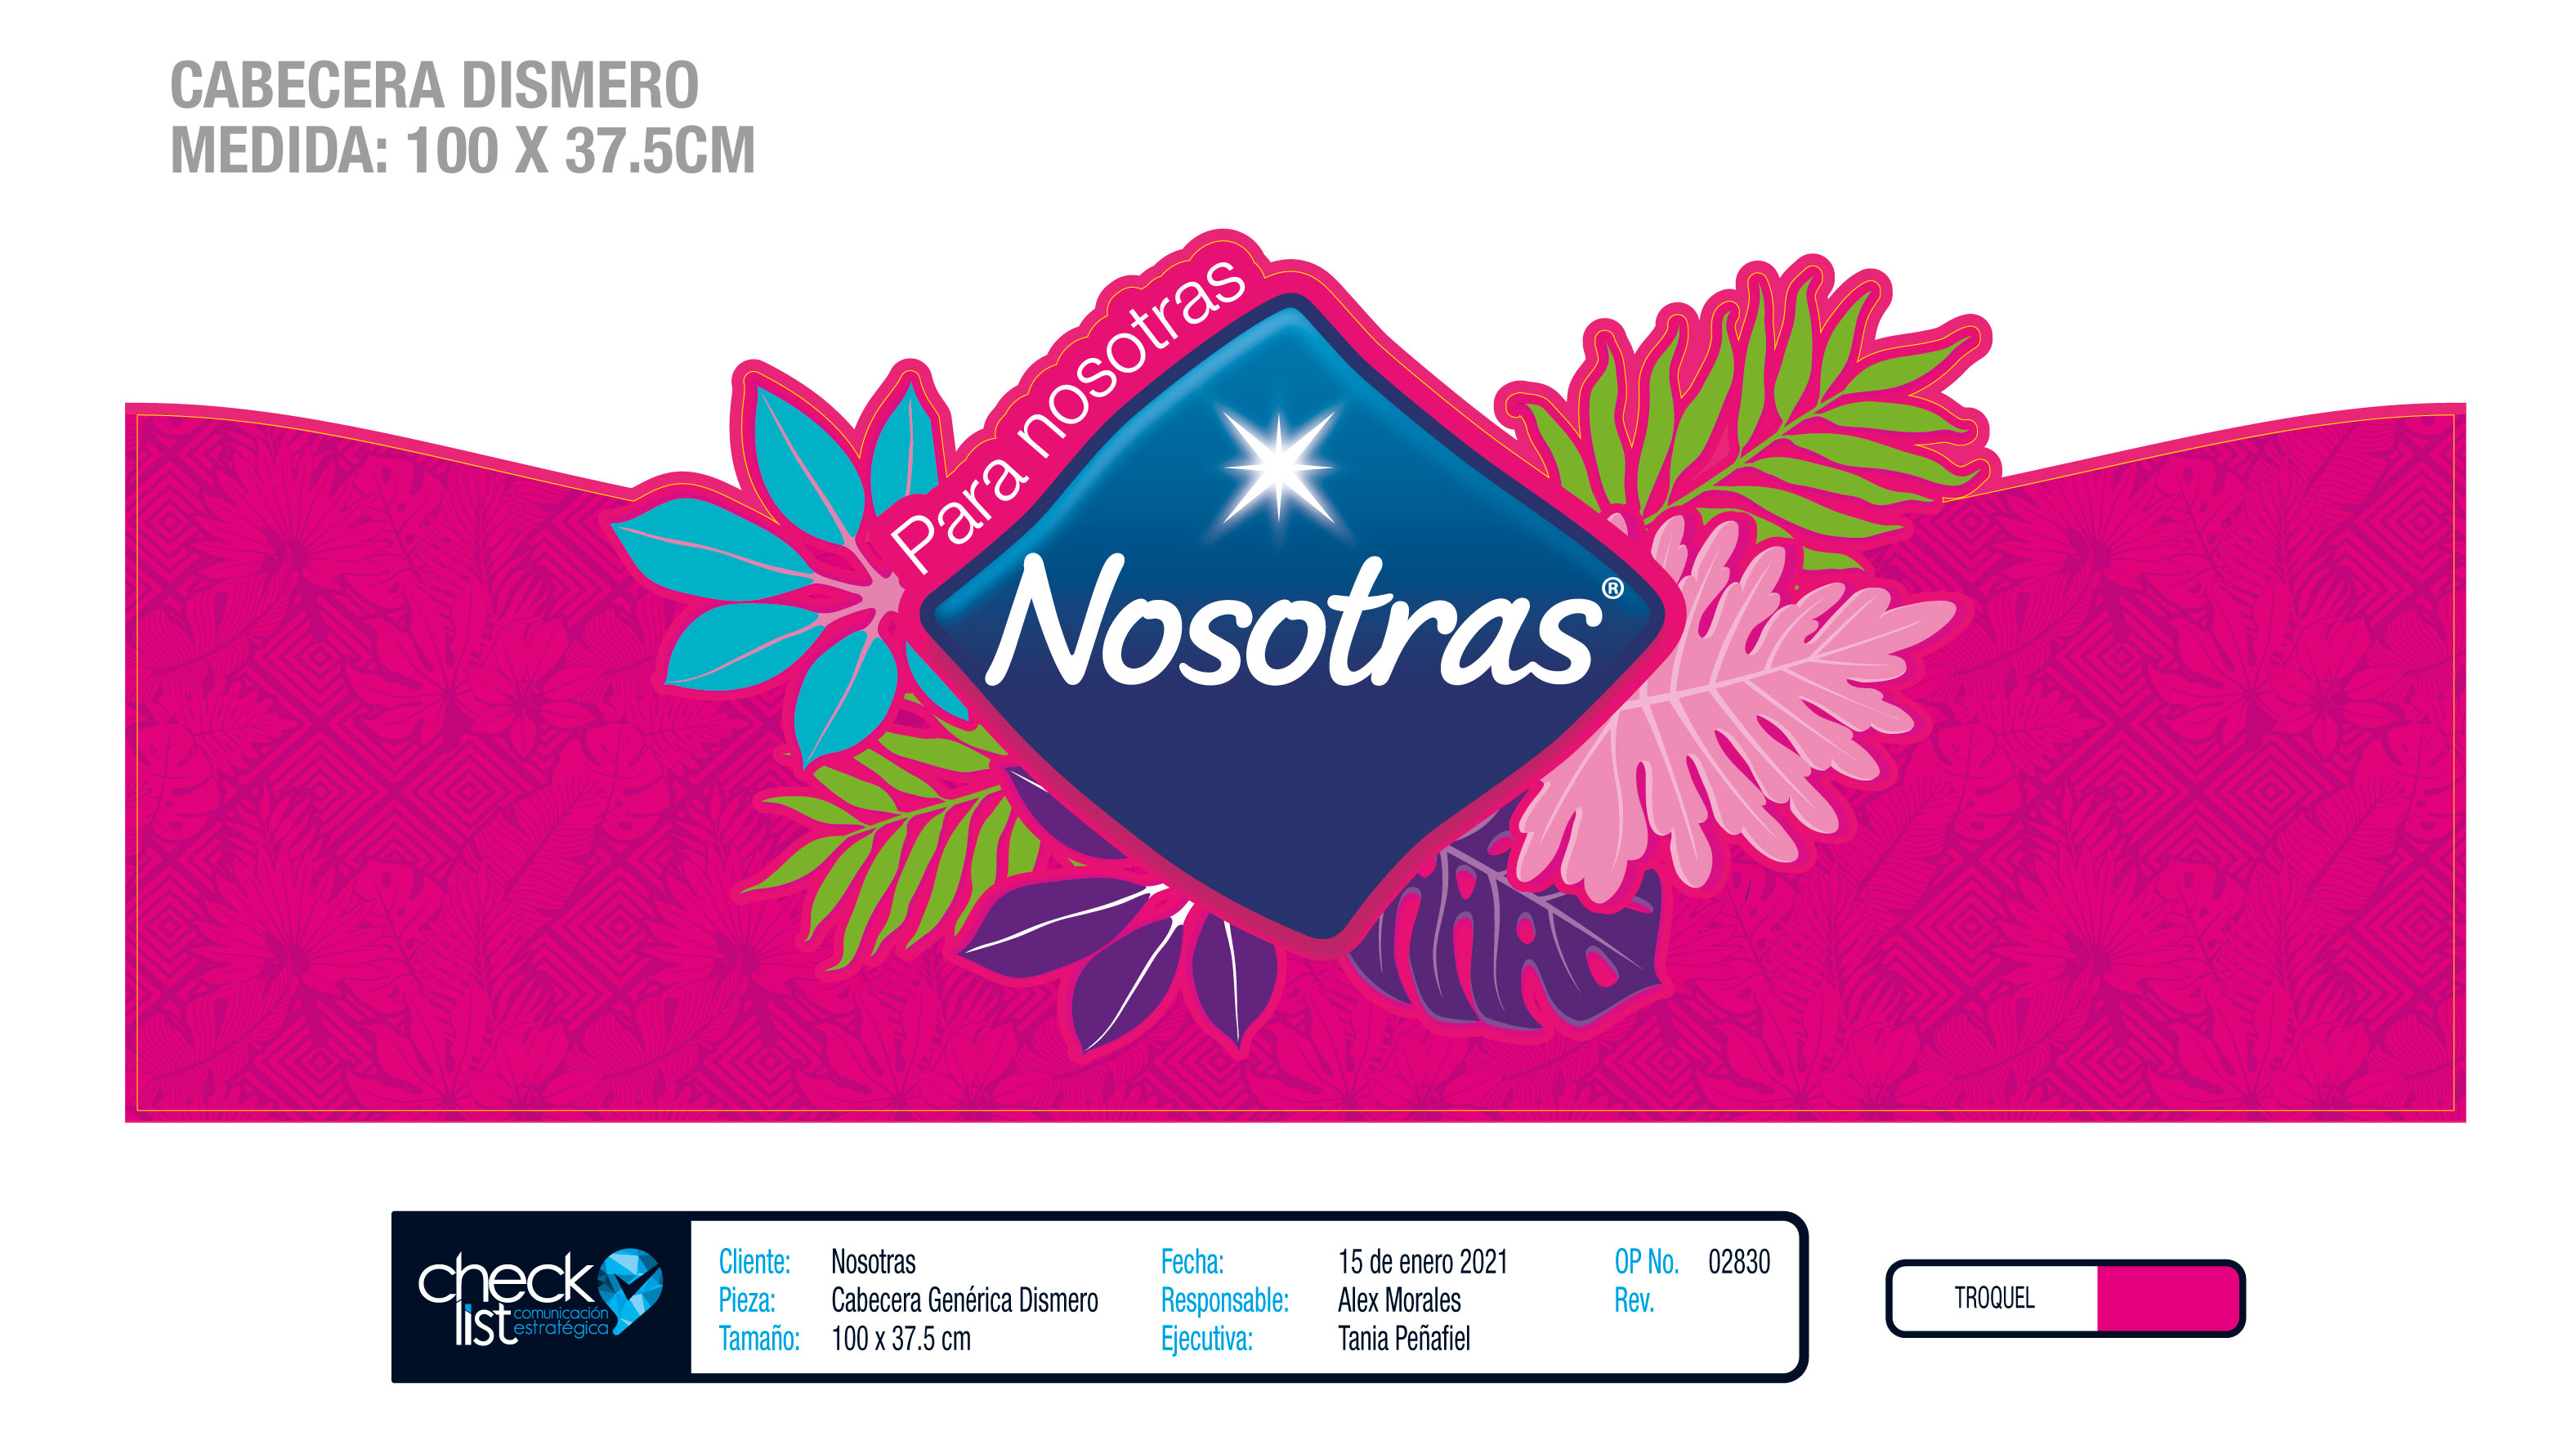 CABECERA DISMERO
MEDIDA: 100 X 37.5CM
Para nosotras
Nosotras®
check
list
comunicación
estratégica
Cliente: Nosotras
Pieza: Cabecera Genérica Dismero
Tamaño: 100 x 37.5 cm
Fecha: 15 de enero 2021
Responsable: Alex Morales
Ejecutiva: Tania Peñafiel
OP No. 02830
Rev.
TROQUEL